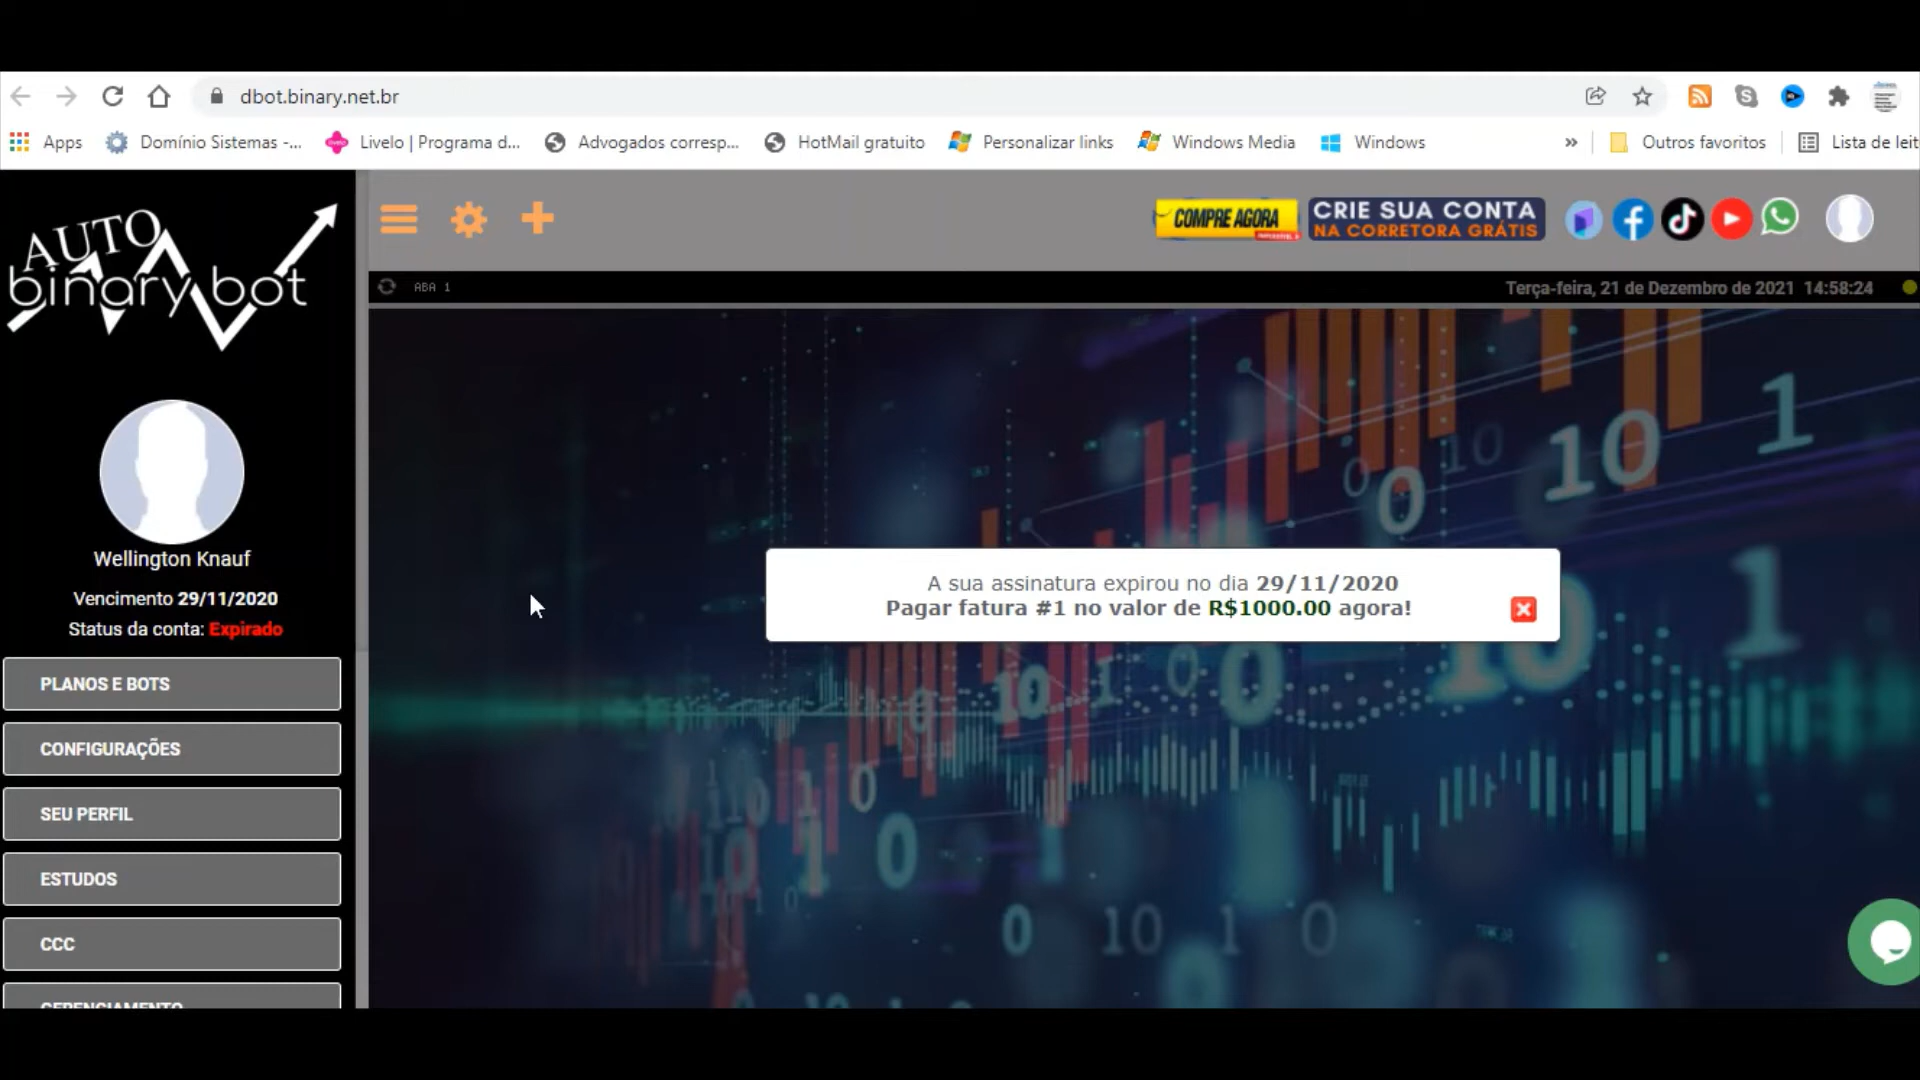 dbot.binary.net.br
Apps
Domínio Sistemas -...
Livelo | Programa d...
Advogados corresp...
HotMail gratuito
Personalizar links
Windows Media
Windows
»
Outros favoritos
Lista de leit
AUTO
binary bot
COMPRE AGORA
CRIE SUA CONTA
NA CORRETORA GRÁTIS
ABA 1
Terça-feira, 21 de Dezembro de 2021 14:58:24
Wellington Knauf
Vencimento 29/11/2020
Status da conta: Expirado
A sua assinatura expirou no dia 29/11/2020
Pagar fatura #1 no valor de R$1000.00 agora!
PLANOS E BOTS
CONFIGURAÇÕES
SEU PERFIL
ESTUDOS
CCC
GERENCIAMENTO